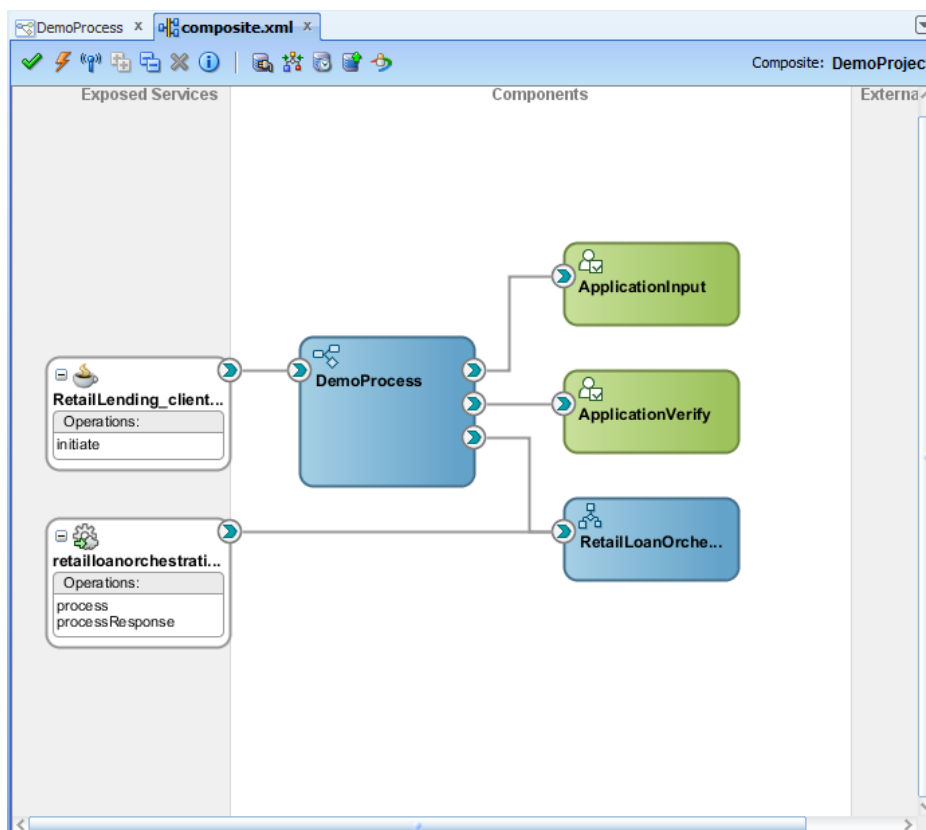 DemoProcess x composite.xml x
Composite: DemoProjec
Exposed Services
Components
Externa
ApplicationInput
DemoProcess
ApplicationVerify
RetailLending_client...
Operations:
initiate
RetailLoanOrche...
retailloanorchestrati...
Operations:
process
processResponse